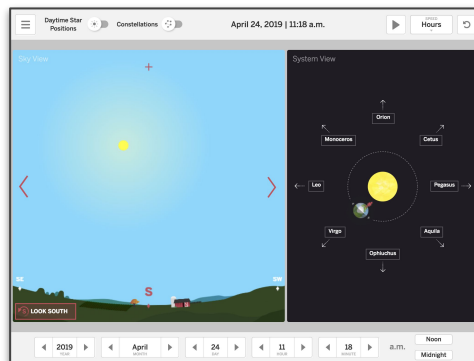 Daytime Star
Positions
Constellations
April 24, 2019 | 11:18 a.m.
SPEED
Hours
Sky View
System View
Orion
Monoceros
Cetus
Leo
Pegasus
Virgo
Aquila
Ophiuchus
SE
S
SW
LOOK SOUTH
2019
YEAR
April
MONTH
24
DAY
11
HOUR
18
MINUTE
a.m.
Noon
Midnight